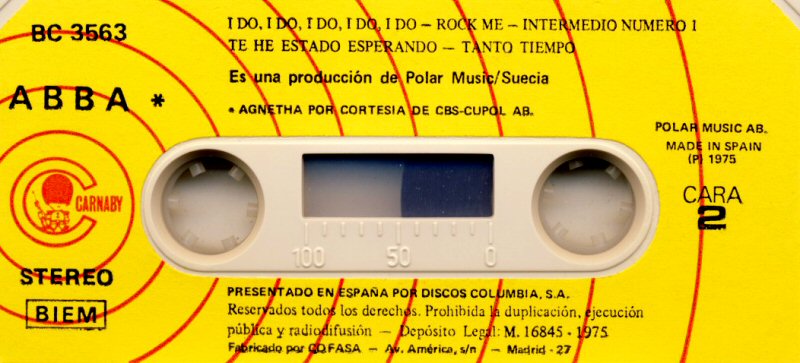 BC 3563
I DO, I DO, I DO, I DO, I DO — ROCK ME — INTERMEDIO NUMERO 1
TE HE ESTADO ESPERANDO — TANTO TIEMPO
Es una producción de Polar Music/Suecia
ABBA *
* AGNETHA POR CORTESIA DE CBS-CUPOL AB.
POLAR MUSIC AB.
MADE IN SPAIN
(P) 1975
CARA
2
CARNABY
100 50 0
STEREO
BIEM
PRESENTADO EN ESPAÑA POR DISCOS COLUMBIA, S.A.
Reservados todos los derechos. Prohibida la duplicación, ejecución
pública y radiodifusión — Depósito Legal: M. 16845 - 1975
Fabricado por COFASA — Av. América, s/n — Madrid - 27